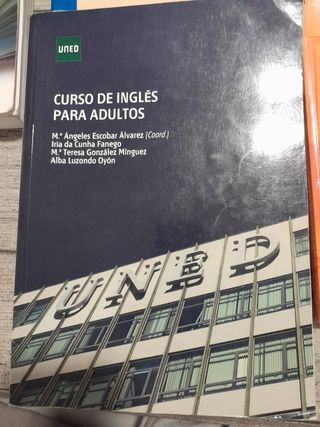 UNED
CURSO DE INGLÉS
PARA ADULTOS
M.ª Ángeles Escobar Álvarez (Coord.)
Iria da Cunha Fanego
M.ª Teresa González Mínguez
Alba Luzondo Oyón
UNED